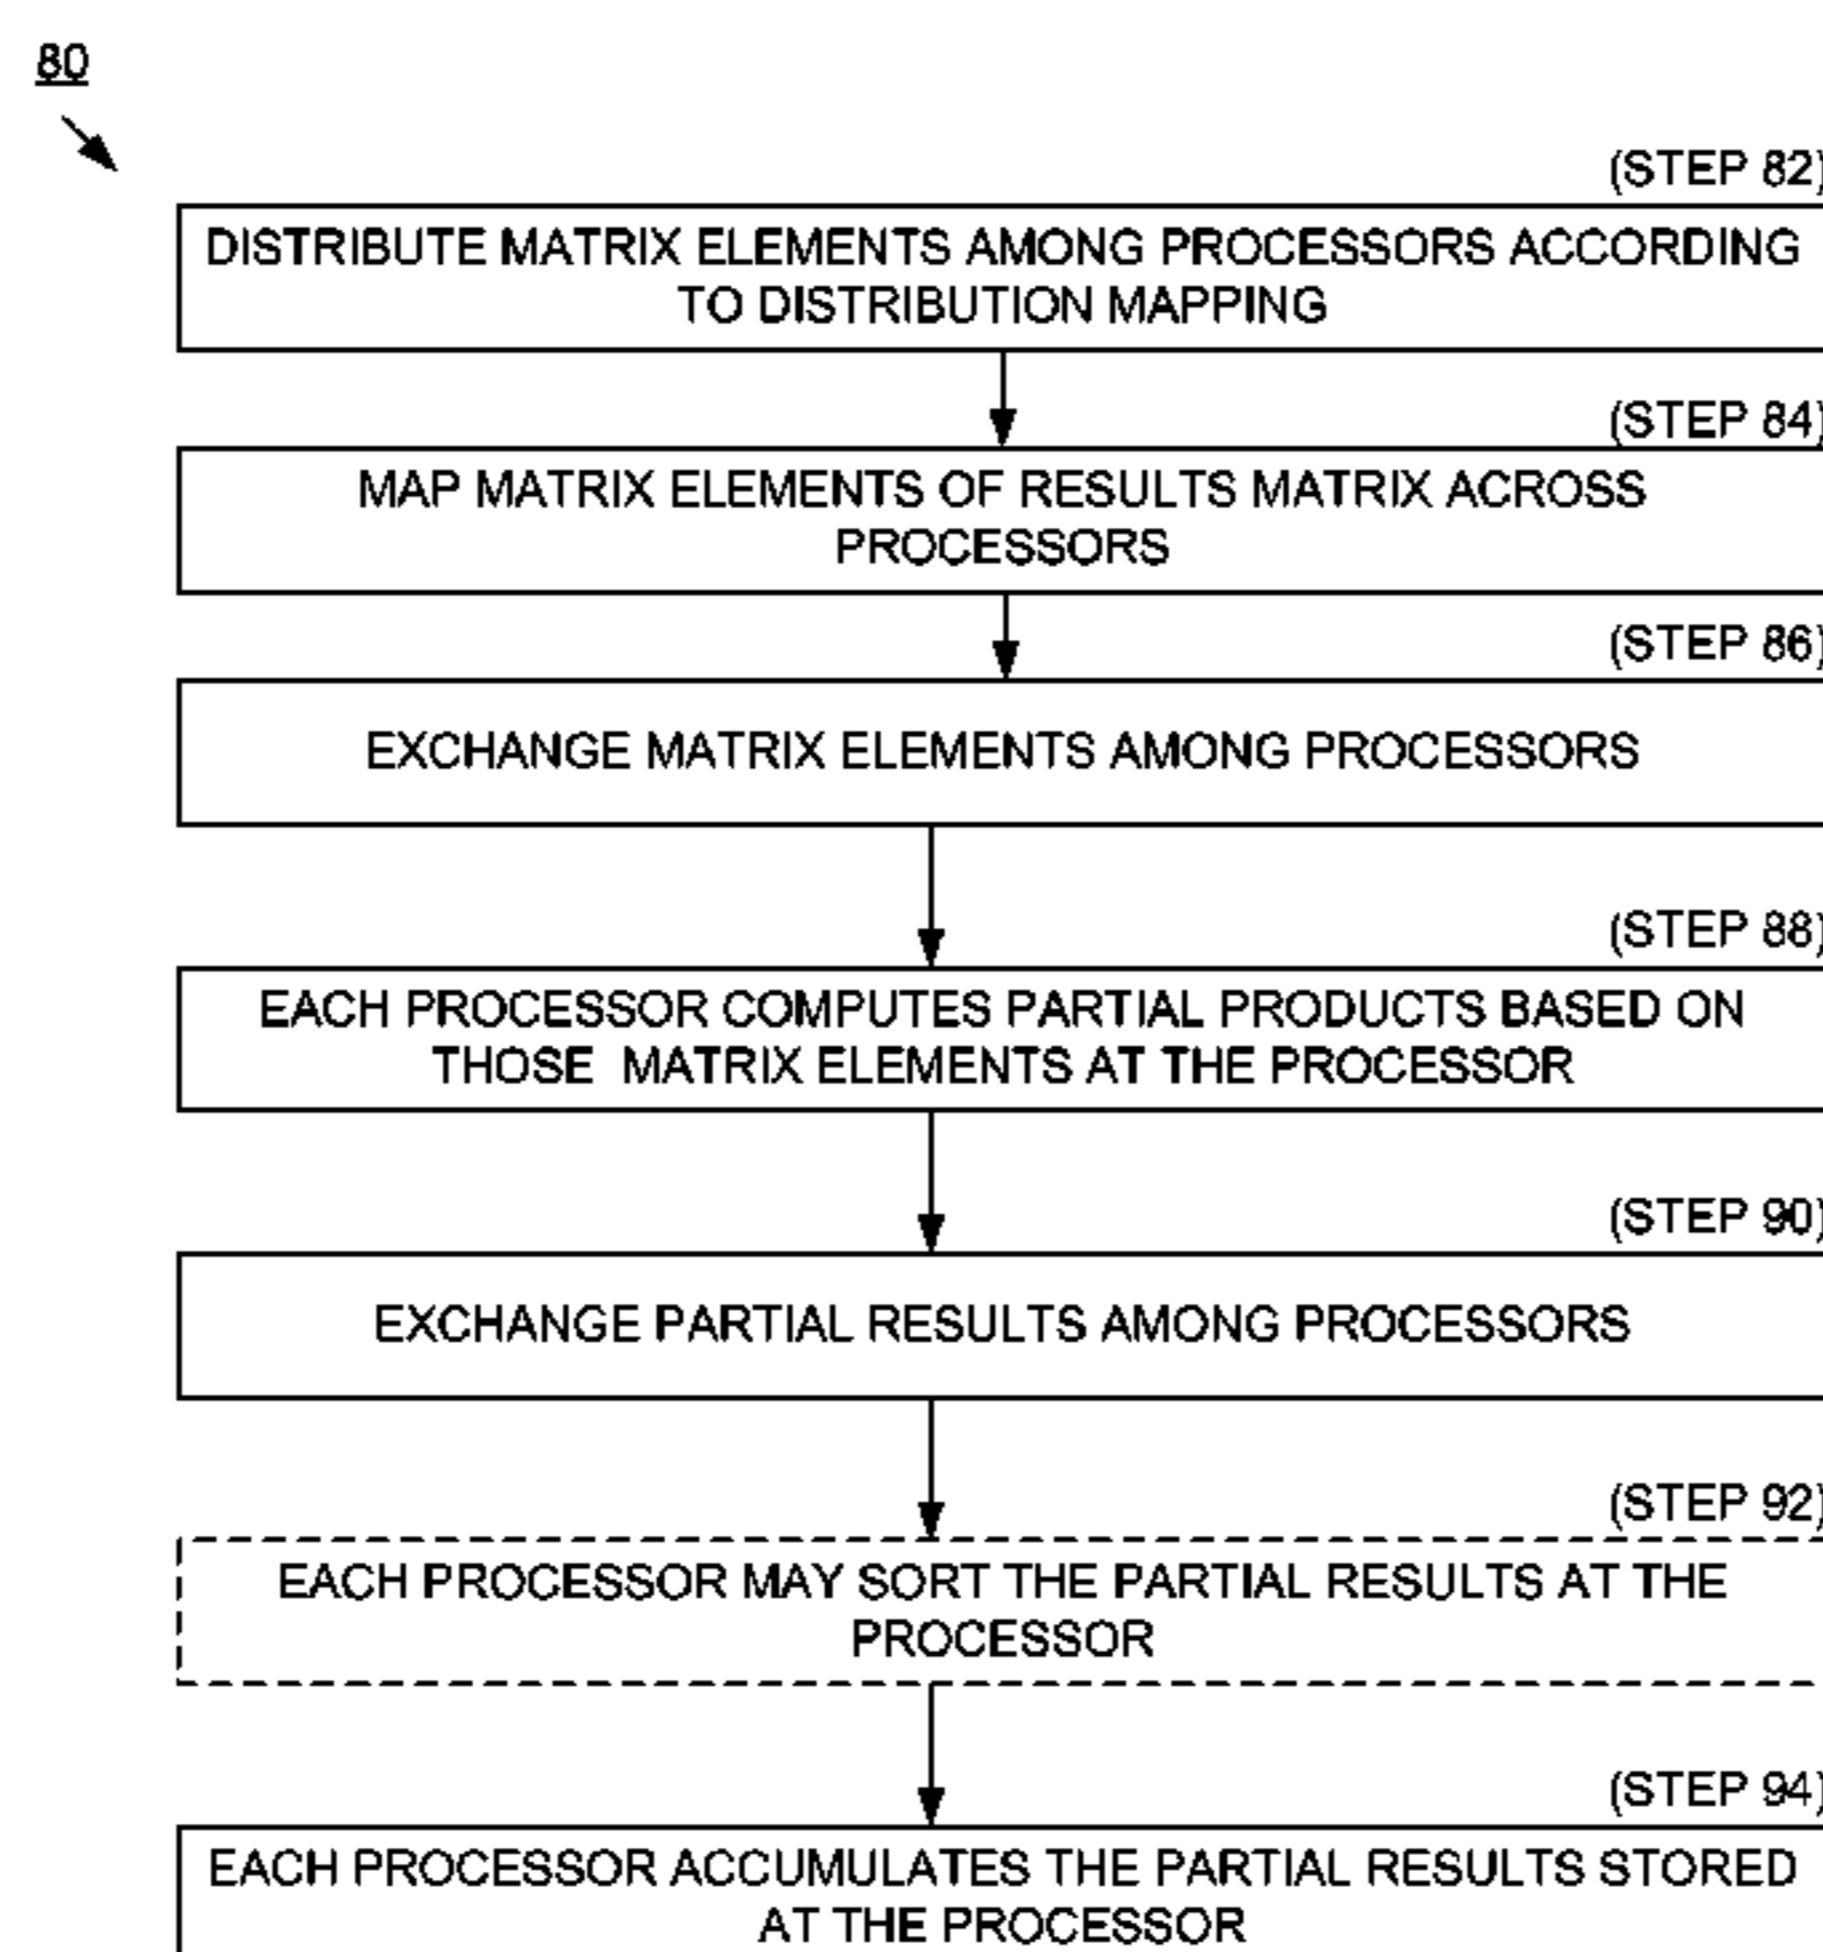 80
(STEP 82)
DISTRIBUTE MATRIX ELEMENTS AMONG PROCESSORS ACCORDING
TO DISTRIBUTION MAPPING
(STEP 84)
MAP MATRIX ELEMENTS OF RESULTS MATRIX ACROSS
PROCESSORS
(STEP 86)
EXCHANGE MATRIX ELEMENTS AMONG PROCESSORS
(STEP 88)
EACH PROCESSOR COMPUTES PARTIAL PRODUCTS BASED ON
THOSE MATRIX ELEMENTS AT THE PROCESSOR
(STEP 90)
EXCHANGE PARTIAL RESULTS AMONG PROCESSORS
(STEP 92)
EACH PROCESSOR MAY SORT THE PARTIAL RESULTS AT THE
PROCESSOR
(STEP 94)
EACH PROCESSOR ACCUMULATES THE PARTIAL RESULTS STORED
AT THE PROCESSOR